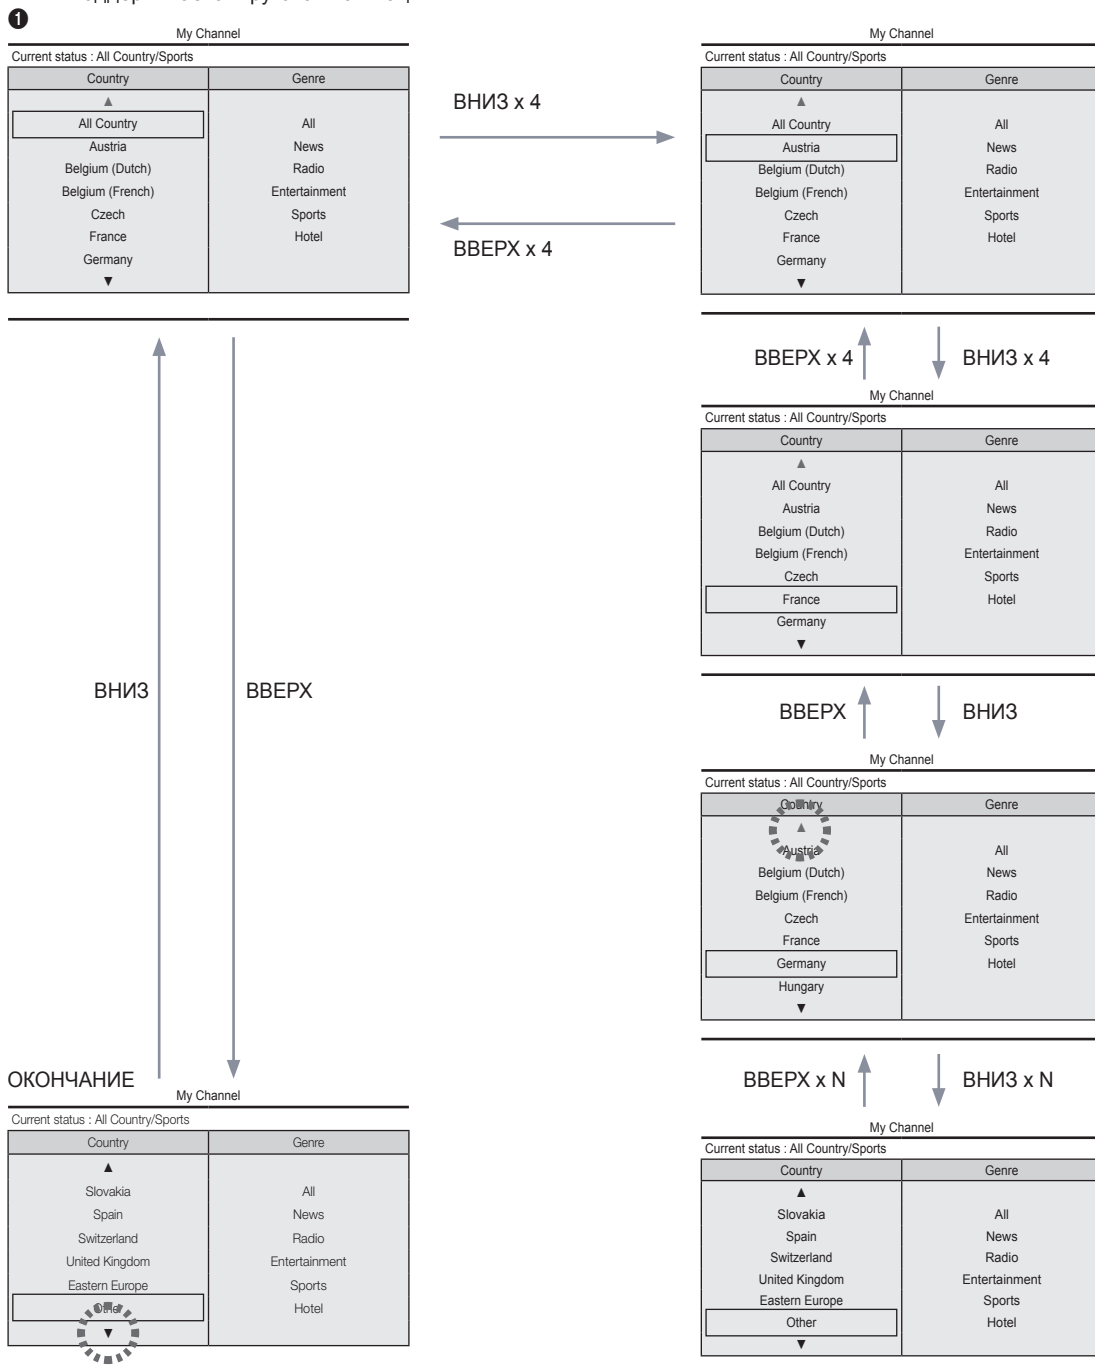 ❶
My Channel
Current status : All Country/Sports
Country Genre
▲
All Country All
Austria News
Belgium (Dutch) Radio
Belgium (French) Entertainment
Czech Sports
France Hotel
Germany
▼
ВНИЗ x 4
ВВЕРХ x 4
My Channel
Current status : All Country/Sports
Country Genre
▲
All Country All
Austria News
Belgium (Dutch) Radio
Belgium (French) Entertainment
Czech Sports
France Hotel
Germany
▼
ВВЕРХ x 4 ВНИЗ x 4
My Channel
Current status : All Country/Sports
Country Genre
▲
All Country All
Austria News
Belgium (Dutch) Radio
Belgium (French) Entertainment
Czech Sports
France Hotel
Germany
▼
ВНИЗ ВВЕРХ
ВВЕРХ ВНИЗ
My Channel
Current status : All Country/Sports
Country Genre
▲
Austria All
Belgium (Dutch) News
Belgium (French) Radio
Czech Entertainment
France Sports
Germany Hotel
Hungary
▼
ВВЕРХ x N ВНИЗ x N
ОКОНЧАНИЕ
My Channel
Current status : All Country/Sports
Country Genre
▲
Slovakia All
Spain News
Switzerland Radio
United Kingdom Entertainment
Eastern Europe Sports
Other Hotel
▼
My Channel
Current status : All Country/Sports
Country Genre
▲
Slovakia All
Spain News
Switzerland Radio
United Kingdom Entertainment
Eastern Europe Sports
Other Hotel
▼